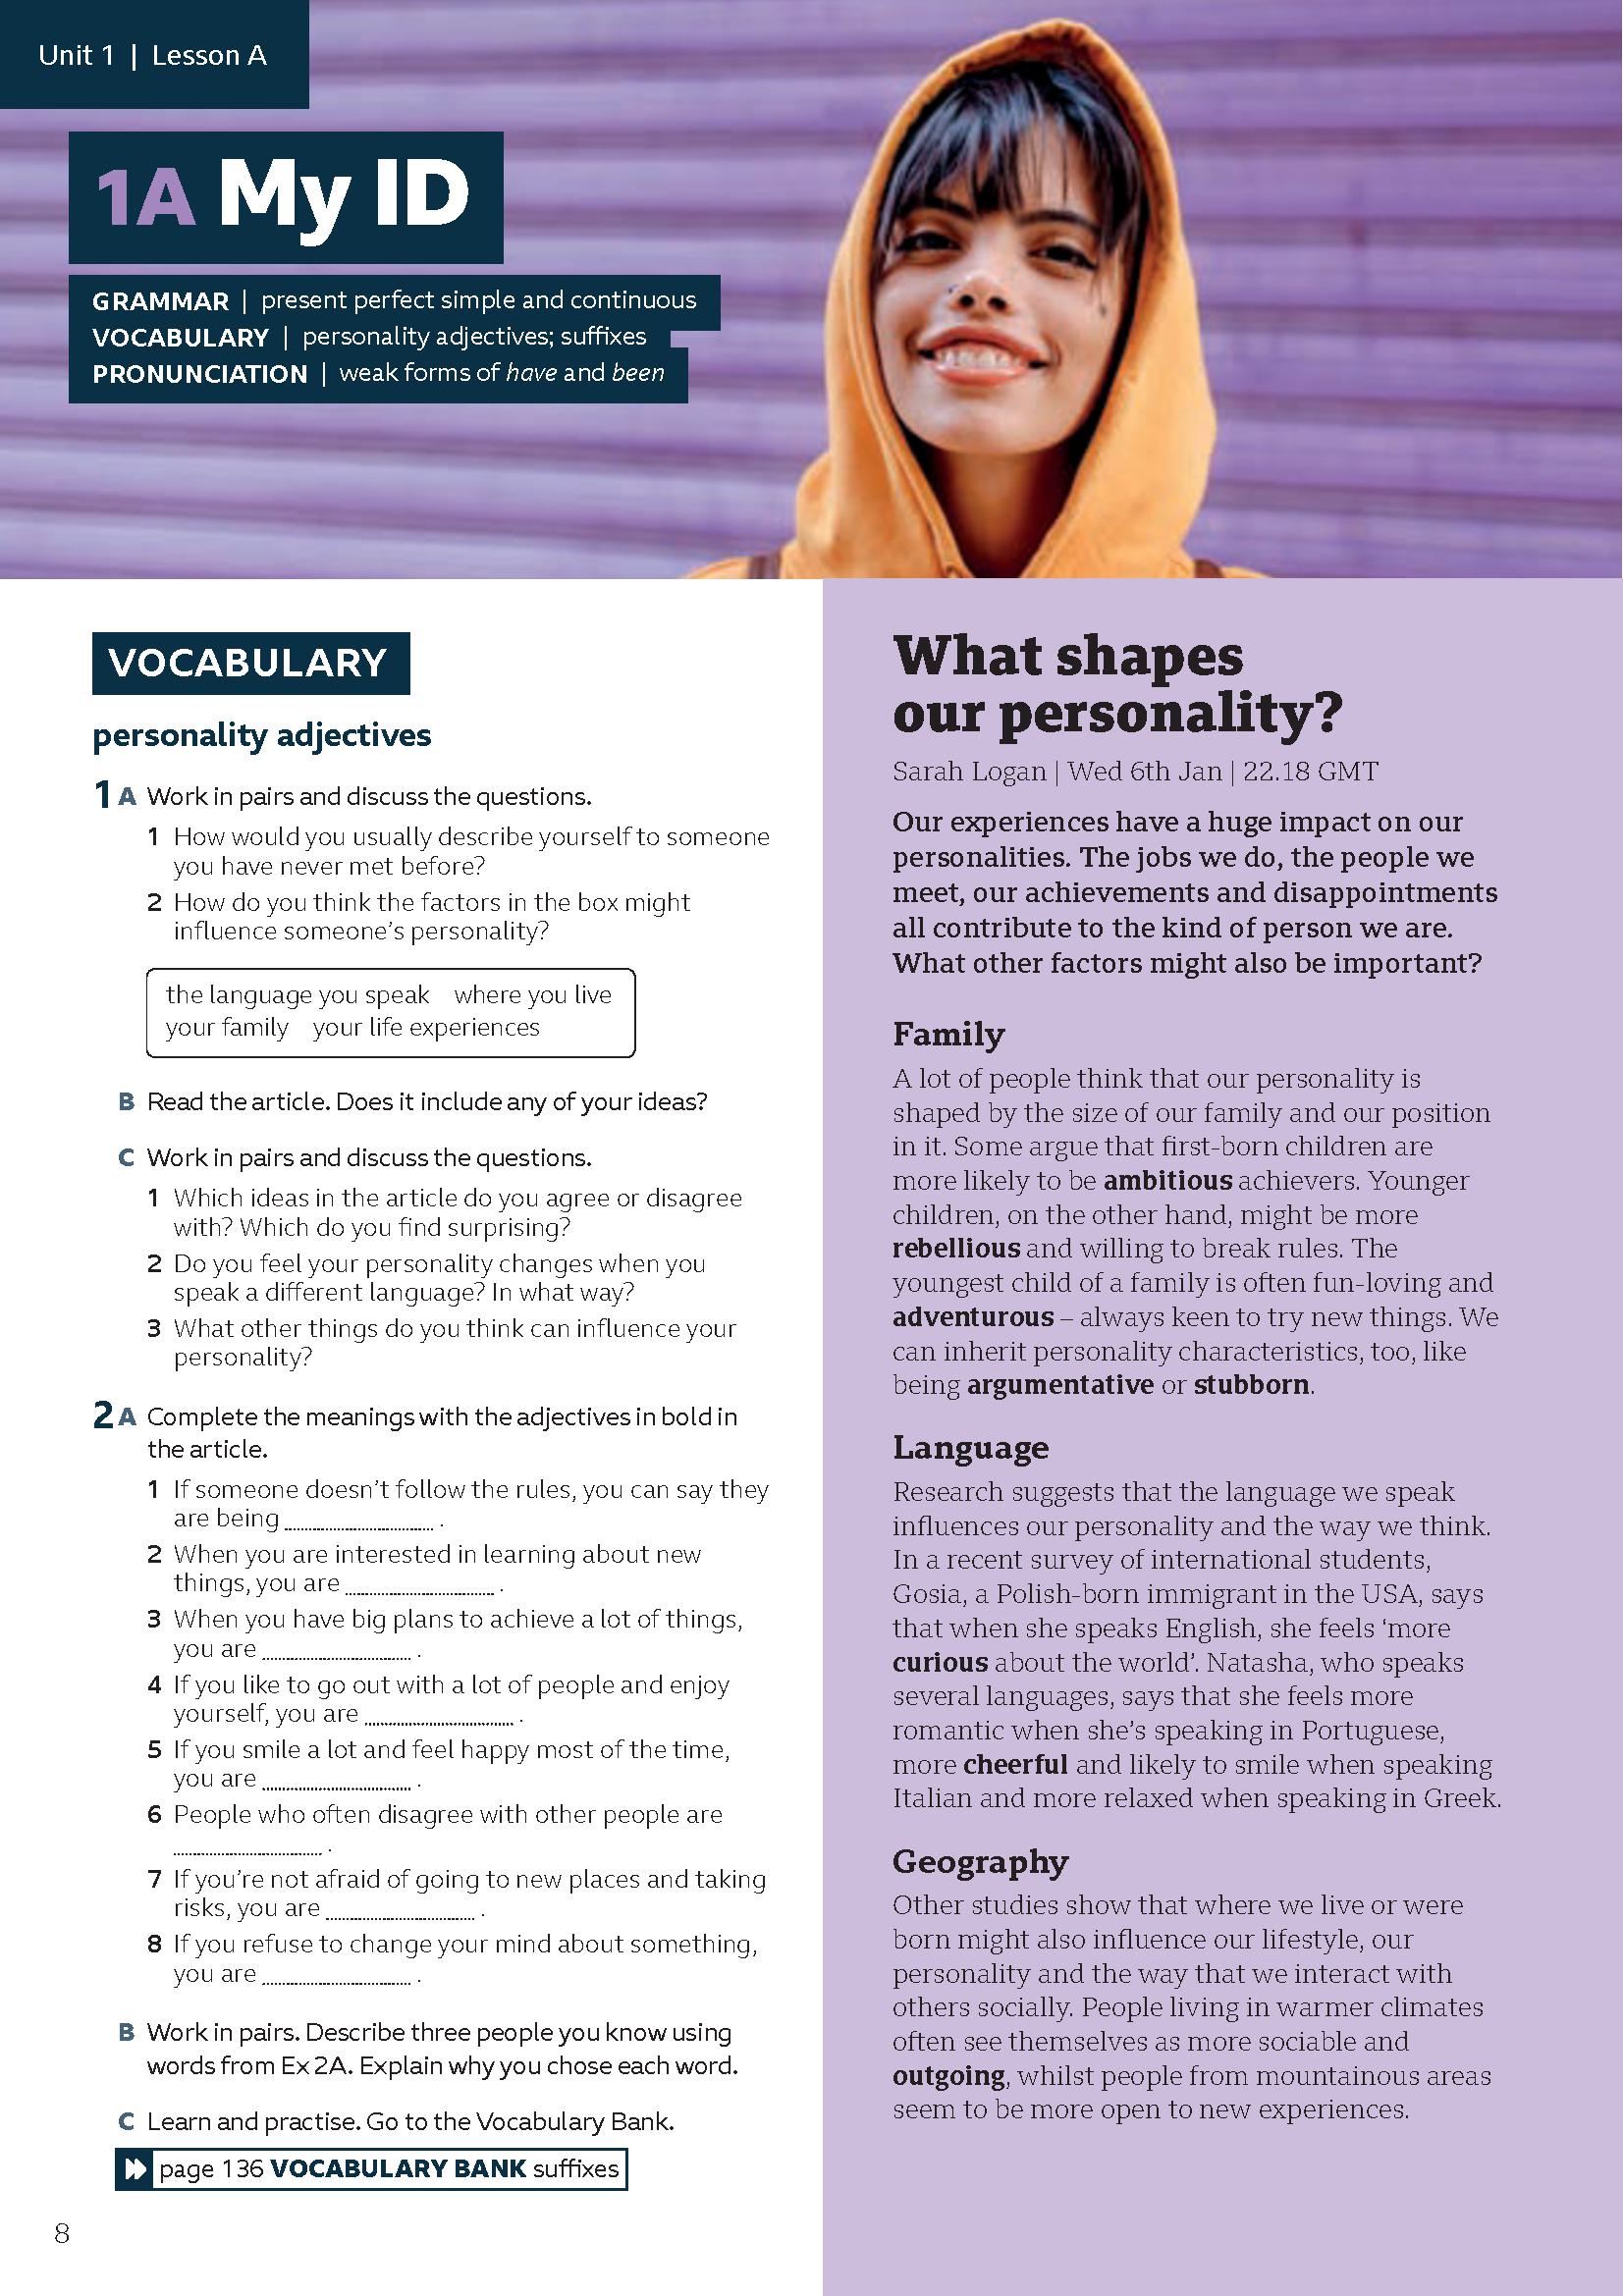 Unit 1 | Lesson A
1A My ID
GRAMMAR | present perfect simple and continuous
VOCABULARY | personality adjectives; suffixes
PRONUNCIATION | weak forms of have and been
VOCABULARY
personality adjectives
1 A Work in pairs and discuss the questions.
1 How would you usually describe yourself to someone
you have never met before?
2 How do you think the factors in the box might
influence someone's personality?
the language you speak where you live
your family your life experiences
B Read the article. Does it include any of your ideas?
C Work in pairs and discuss the questions.
1 Which ideas in the article do you agree or disagree
with? Which do you find surprising?
2 Do you feel your personality changes when you
speak a different language? In what way?
3 What other things do you think can influence your
personality?
2 A Complete the meanings with the adjectives in bold in
the article.
1 If someone doesn't follow the rules, you can say they
are being .
2 When you are interested in learning about new
things, you are .
3 When you have big plans to achieve a lot of things,
you are .
4 If you like to go out with a lot of people and enjoy
yourself, you are .
5 If you smile a lot and feel happy most of the time,
you are .
6 People who often disagree with other people are
.
7 If you're not afraid of going to new places and taking
risks, you are .
8 If you refuse to change your mind about something,
you are .
B Work in pairs. Describe three people you know using
words from Ex 2A. Explain why you chose each word.
C Learn and practise. Go to the Vocabulary Bank.
page 136 VOCABULARY BANK suffixes
8
What shapes
our personality?
Sarah Logan | Wed 6th Jan | 22.18 GMT
Our experiences have a huge impact on our
personalities. The jobs we do, the people we
meet, our achievements and disappointments
all contribute to the kind of person we are.
What other factors might also be important?
Family
A lot of people think that our personality is
shaped by the size of our family and our position
in it. Some argue that first-born children are
more likely to be ambitious achievers. Younger
children, on the other hand, might be more
rebellious and willing to break rules. The
youngest child of a family is often fun-loving and
adventurous – always keen to try new things. We
can inherit personality characteristics, too, like
being argumentative or stubborn.
Language
Research suggests that the language we speak
influences our personality and the way we think.
In a recent survey of international students,
Gosia, a Polish-born immigrant in the USA, says
that when she speaks English, she feels 'more
curious about the world'. Natasha, who speaks
several languages, says that she feels more
romantic when she's speaking in Portuguese,
more cheerful and likely to smile when speaking
Italian and more relaxed when speaking in Greek.
Geography
Other studies show that where we live or were
born might also influence our lifestyle, our
personality and the way that we interact with
others socially. People living in warmer climates
often see themselves as more sociable and
outgoing, whilst people from mountainous areas
seem to be more open to new experiences.